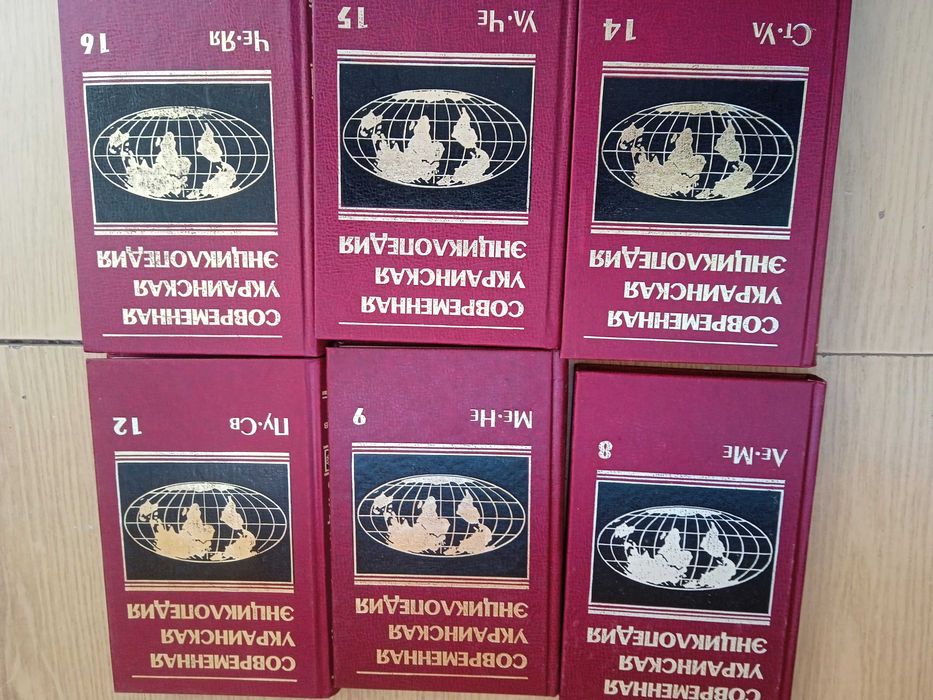 СОВРЕМЕННАЯ
УКРАИНСКАЯ
ЭНЦИКЛОПЕДИЯ
Ле·Ме 8
СОВРЕМЕННАЯ
УКРАИНСКАЯ
ЭНЦИКЛОПЕДИЯ
Ме·Не 9
СОВРЕМЕННАЯ
УКРАИНСКАЯ
ЭНЦИКЛОПЕДИЯ
Пу·Св 12
СОВРЕМЕННАЯ
УКРАИНСКАЯ
ЭНЦИКЛОПЕДИЯ
Ст·Ул 14
СОВРЕМЕННАЯ
УКРАИНСКАЯ
ЭНЦИКЛОПЕДИЯ
Ул·Че 15
СОВРЕМЕННАЯ
УКРАИНСКАЯ
ЭНЦИКЛОПЕДИЯ
Че·Яя 16